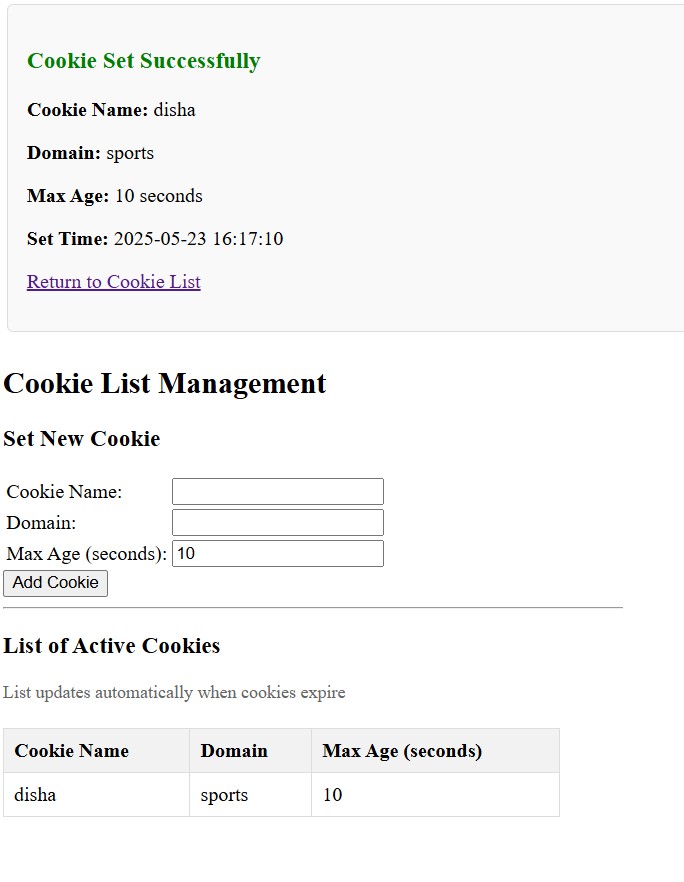 Cookie Set Successfully
Cookie Name: disha
Domain: sports
Max Age: 10 seconds
Set Time: 2025-05-23 16:17:10
Return to Cookie List
Cookie List Management
Set New Cookie
Cookie Name:
Domain:
Max Age (seconds): 10
Add Cookie
List of Active Cookies
List updates automatically when cookies expire
Cookie Name Domain Max Age (seconds)
disha sports 10